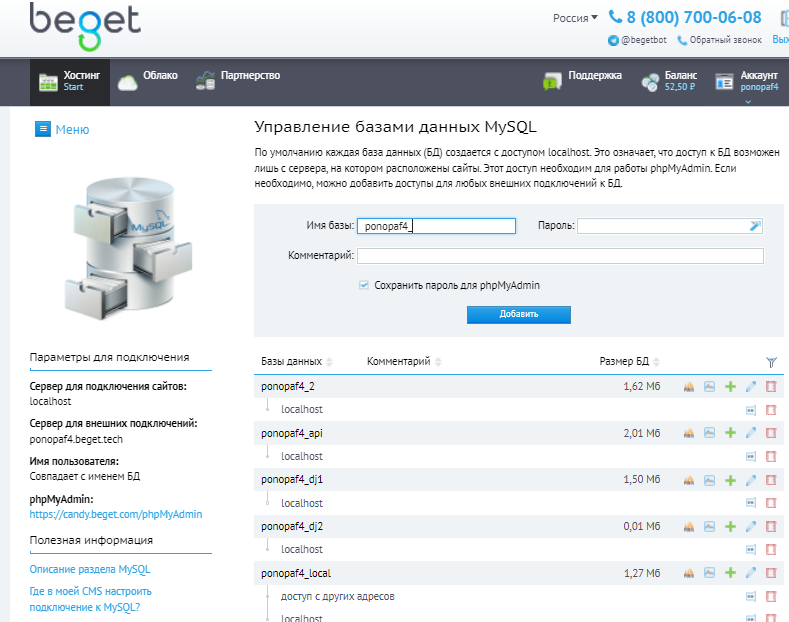 beget
Россия
8 (800) 700-06-08
@begetbot
Обратный звонок
Вых
Хостинг
Start
Облако
Партнерство
Поддержка
Баланс
52,50 ₽
Аккаунт
ponopaf4
Меню
MySQL
Параметры для подключения
Сервер для подключения сайтов:
localhost
Сервер для внешних подключений:
ponopaf4.beget.tech
Имя пользователя:
Совпадает с именем БД
phpMyAdmin:
https://candy.beget.com/phpMyAdmin
Полезная информация
Описание раздела MySQL
Где в моей CMS настроить
подключение к MySQL?
Управление базами данных MySQL
По умолчанию каждая база данных (БД) создается с доступом localhost. Это означает, что доступ к БД возможен
лишь с сервера, на котором расположены сайты. Этот доступ необходим для работы phpMyAdmin. Если
необходимо, можно добавить доступы для любых внешних подключений к БД.
Имя базы: ponopaf4_ Пароль:
Комментарий:
Сохранить пароль для phpMyAdmin
Добавить
Базы данных Комментарий Размер БД
ponopaf4_2 1,62 Мб
localhost
ponopaf4_api 2,01 Мб
localhost
ponopaf4_dj1 1,50 Мб
localhost
ponopaf4_dj2 0,01 Мб
localhost
ponopaf4_local 1,27 Мб
доступ с других адресов
localhost